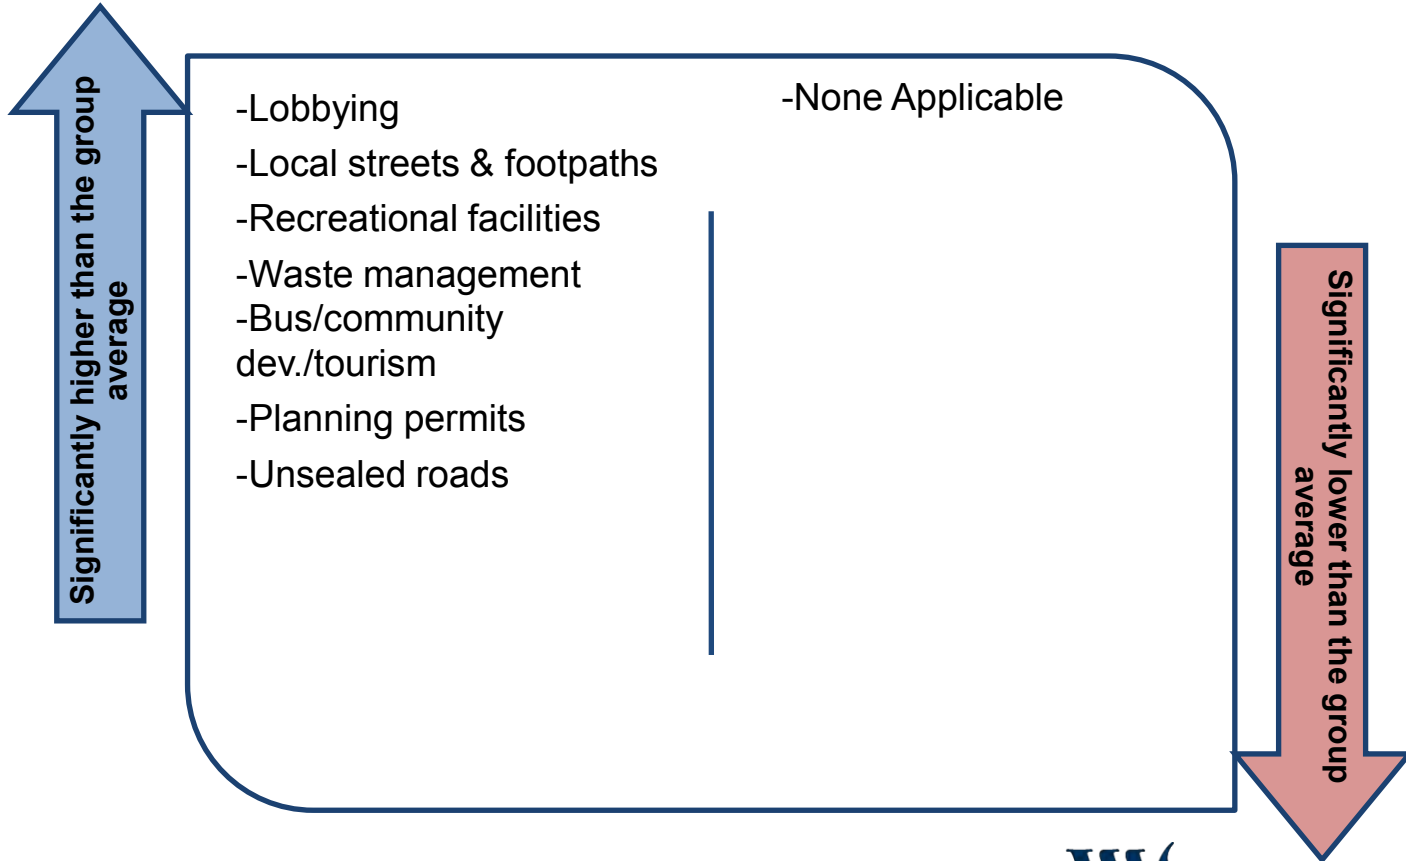 Significantly higher than the group
average
-Lobbying
-Local streets & footpaths
-Recreational facilities
-Waste management
-Bus/community
dev./tourism
-Planning permits
-Unsealed roads
-None Applicable
Significantly lower than the group
average